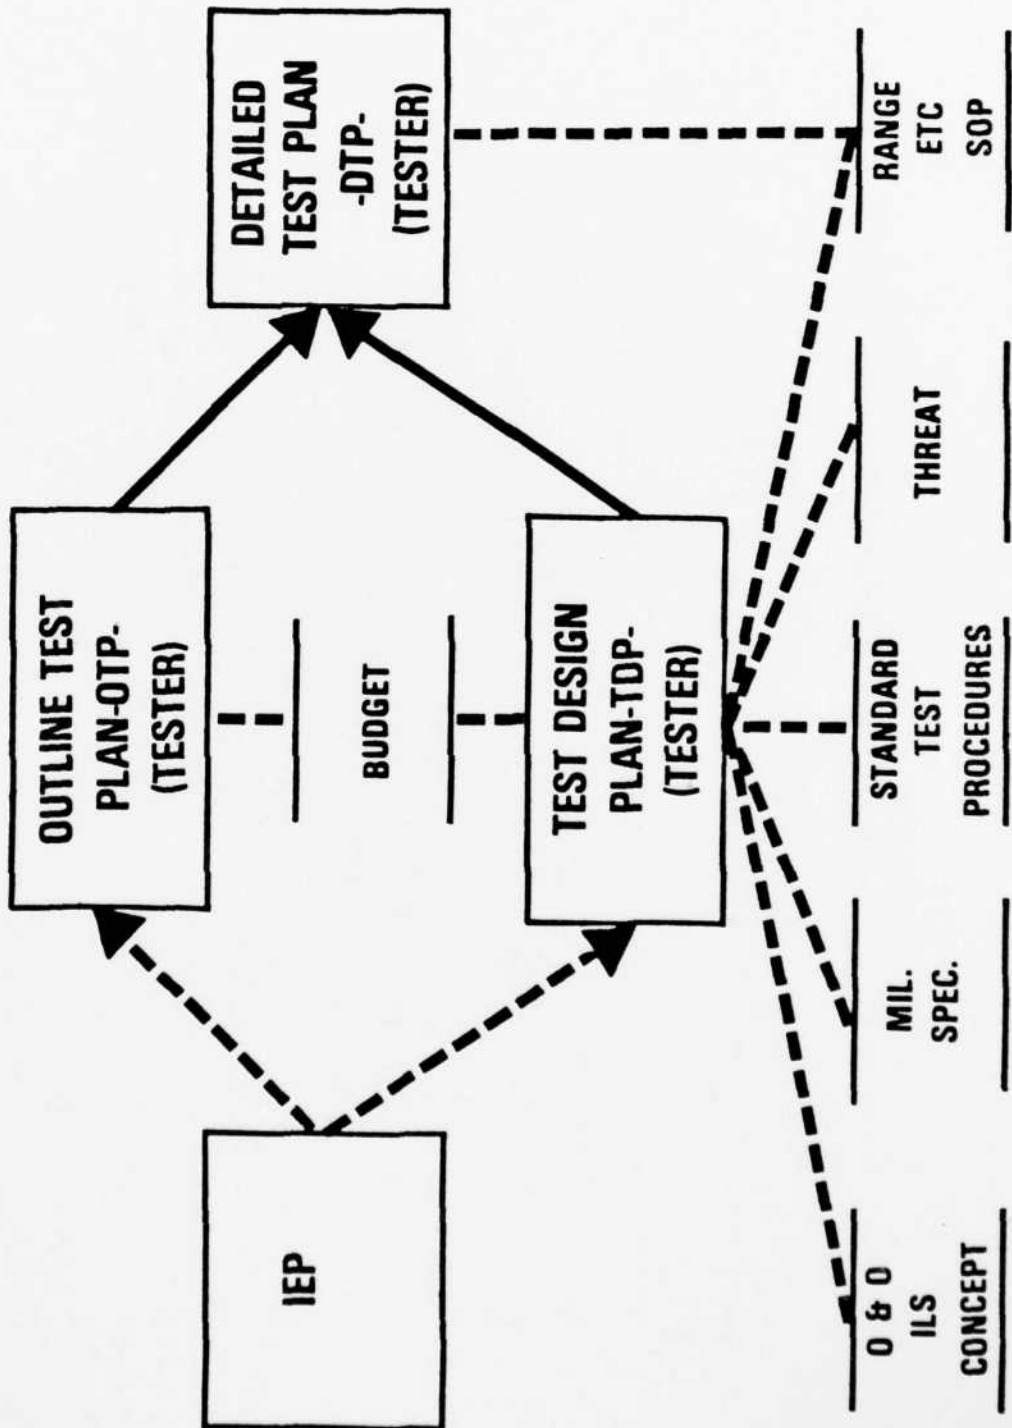 IEP
OUTLINE TEST
PLAN-OTP-
(TESTER)
BUDGET
TEST DESIGN
PLAN-TDP-
(TESTER)
DETAILED
TEST PLAN
-DTP-
(TESTER)
O & O
ILS
CONCEPT
MIL.
SPEC.
STANDARD
TEST
PROCEDURES
THREAT
RANGE
ETC
SOP